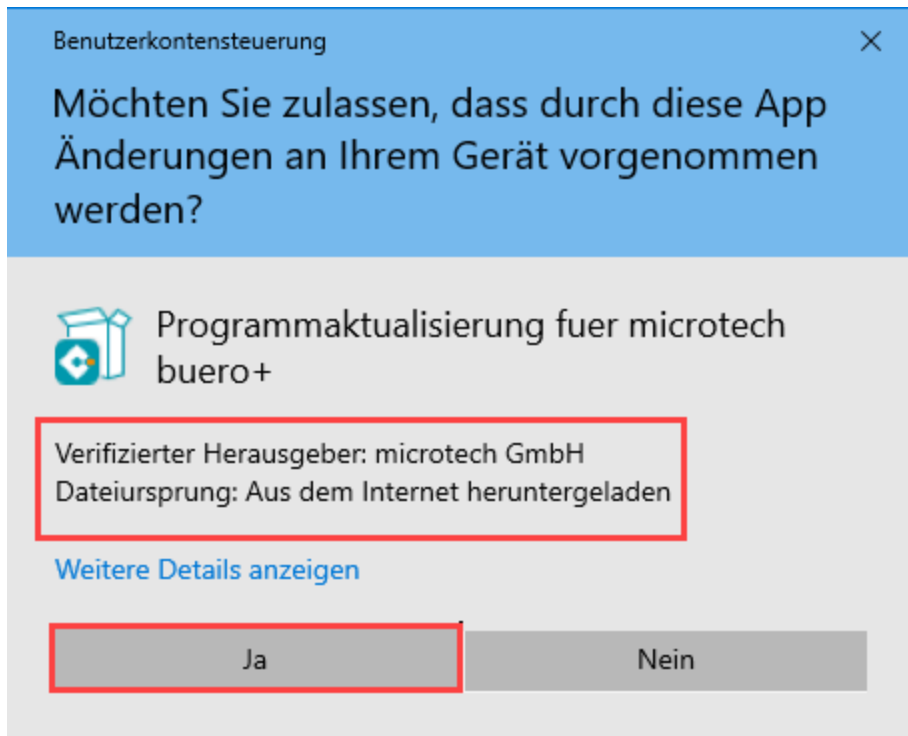 Benutzerkontensteuerung
Möchten Sie zulassen, dass durch diese App
Änderungen an Ihrem Gerät vorgenommen
werden?
Programmaktualisierung fuer microtech
buero+
Verifizierter Herausgeber: microtech GmbH
Dateiursprung: Aus dem Internet heruntergeladen
Weitere Details anzeigen
Ja
Nein